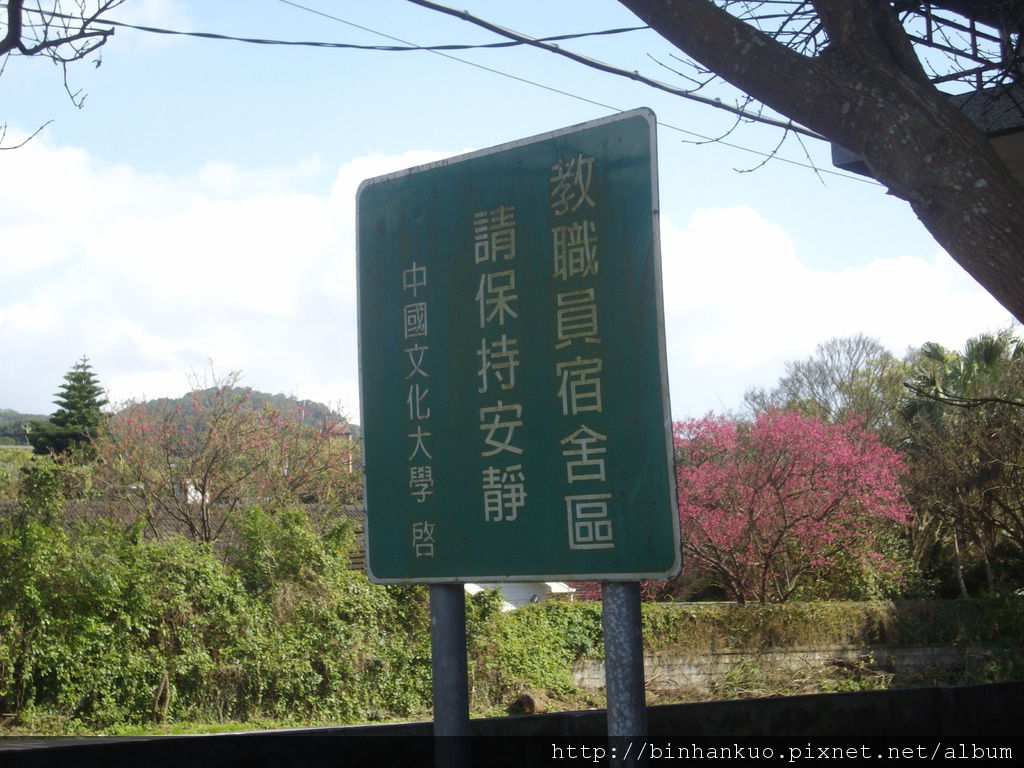 教職員宿舍區
請保持安靜
中國文化大學 啓
http://binhankuo.pixnet.net/album